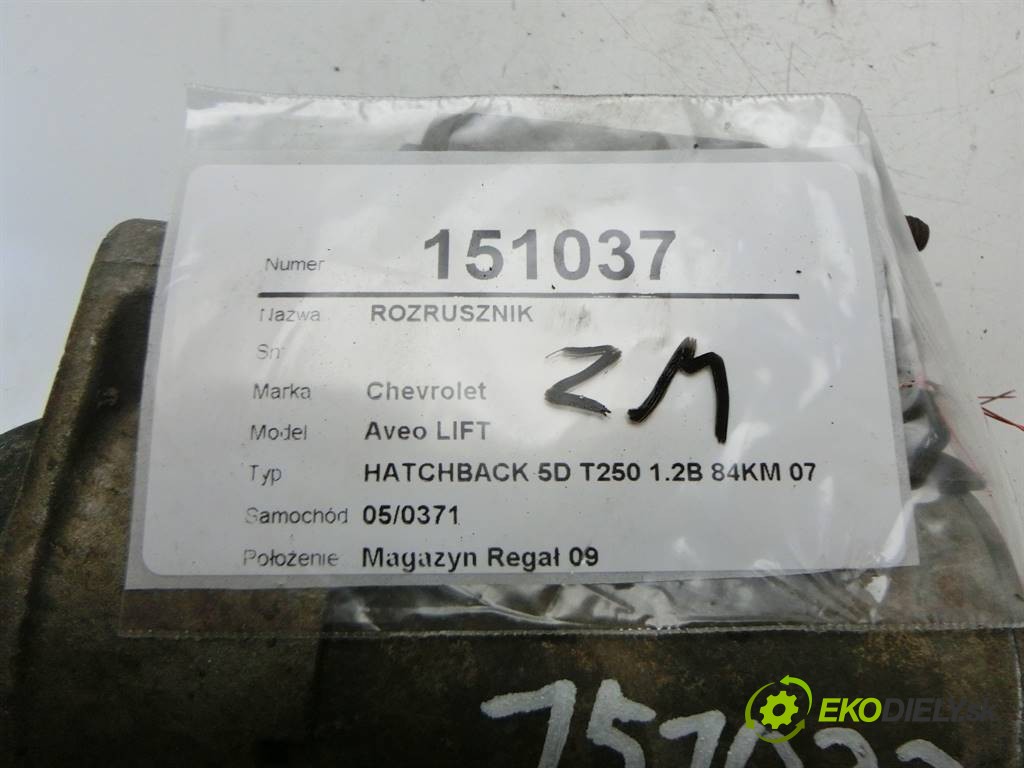 Numer 151037
Nazwa ROZRUSZNIK
Sn
Marka Chevrolet
ZM
Model Aveo LIFT
Typ HATCHBACK 5D T250 1.2B 84KM 07
Samochód 05/0371
Położenie Magazyn Regał 09
EKODIELY.SK